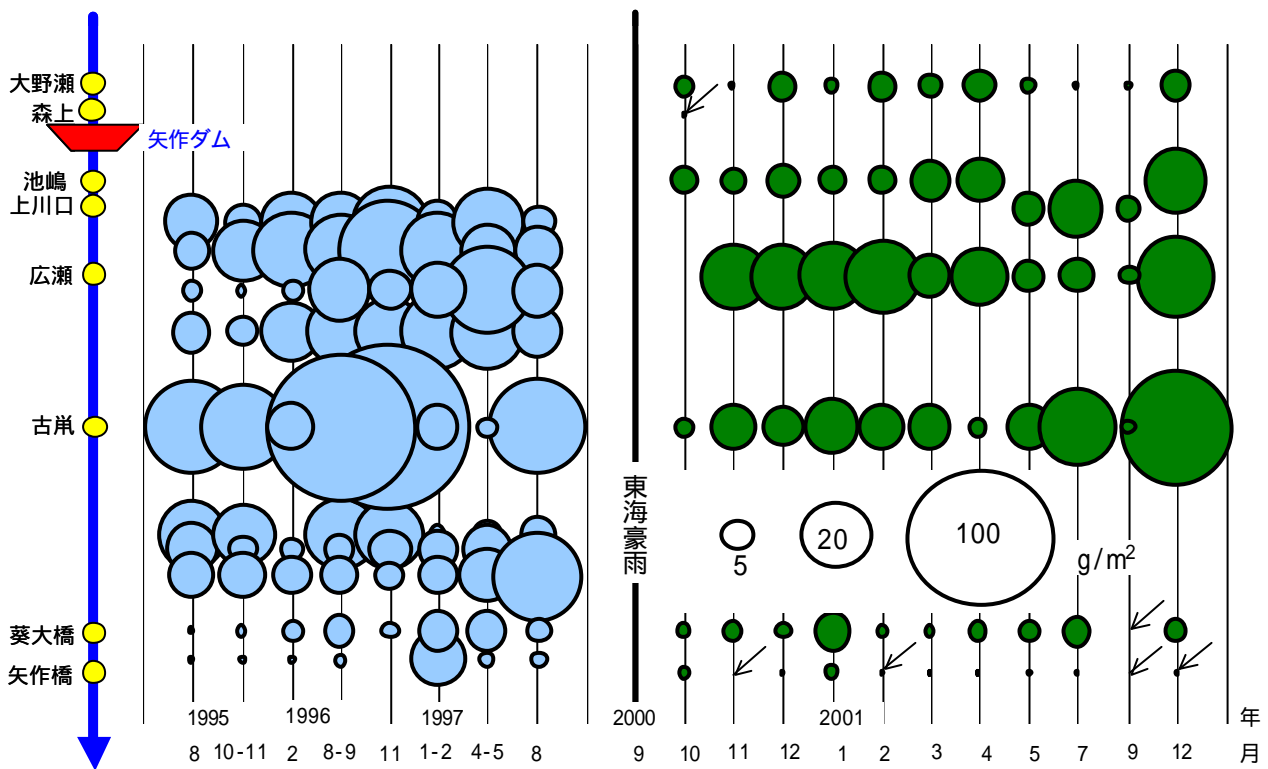 大野瀬
森上
矢作ダム
池嶋
上川口
広瀬
古鼡
東海豪雨
5
20
100
g/m²
葵大橋
矢作橋
1995 1996 1997 2000 2001 年
8 10-11 2 8-9 11 1-2 4-5 8 9 10 11 12 1 2 3 4 5 7 9 12 月